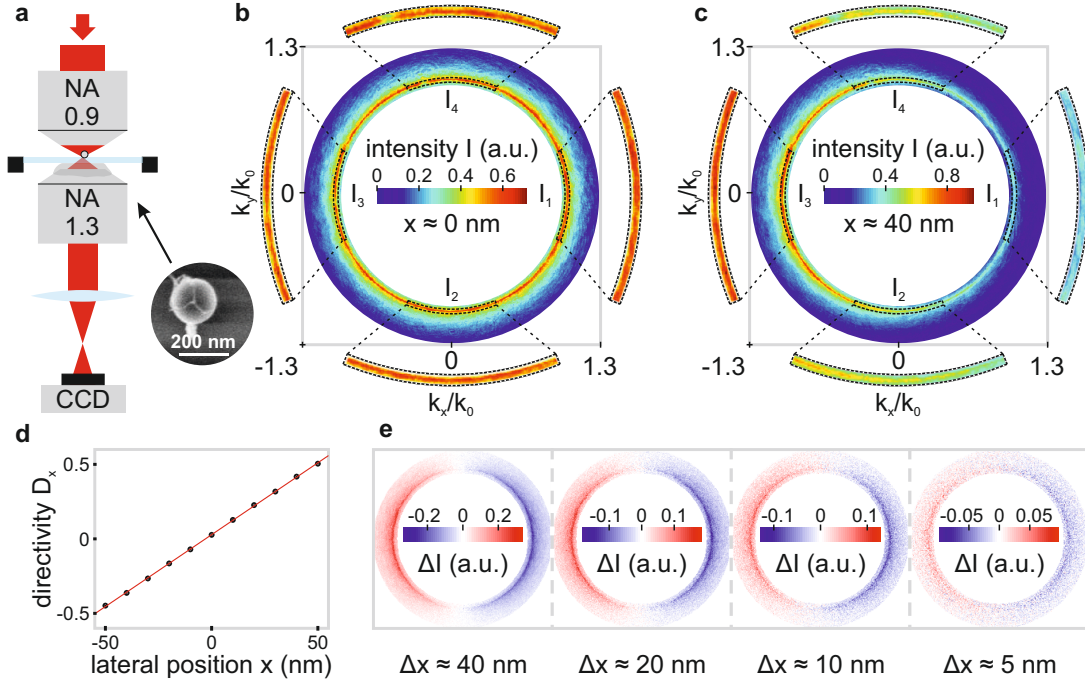 a
NA
0.9
NA
1.3
200 nm
CCD
b
1.3
0
-1.3
0
k_y/k_0
k_x/k_0
I_4
I_3
I_1
I_2
intensity I (a.u.)
0 0.2 0.4 0.6
x ≈ 0 nm
c
1.3
0
-1.3
0
1.3
k_y/k_0
k_x/k_0
I_4
I_3
I_1
I_2
intensity I (a.u.)
0 0.4 0.8
x ≈ 40 nm
d
directivity D_x
0.5
0
-0.5
-50 0 50
lateral position x (nm)
e
-0.2 0 0.2
ΔI (a.u.)
Δx ≈ 40 nm
-0.1 0 0.1
ΔI (a.u.)
Δx ≈ 20 nm
-0.1 0 0.1
ΔI (a.u.)
Δx ≈ 10 nm
-0.05 0 0.05
ΔI (a.u.)
Δx ≈ 5 nm